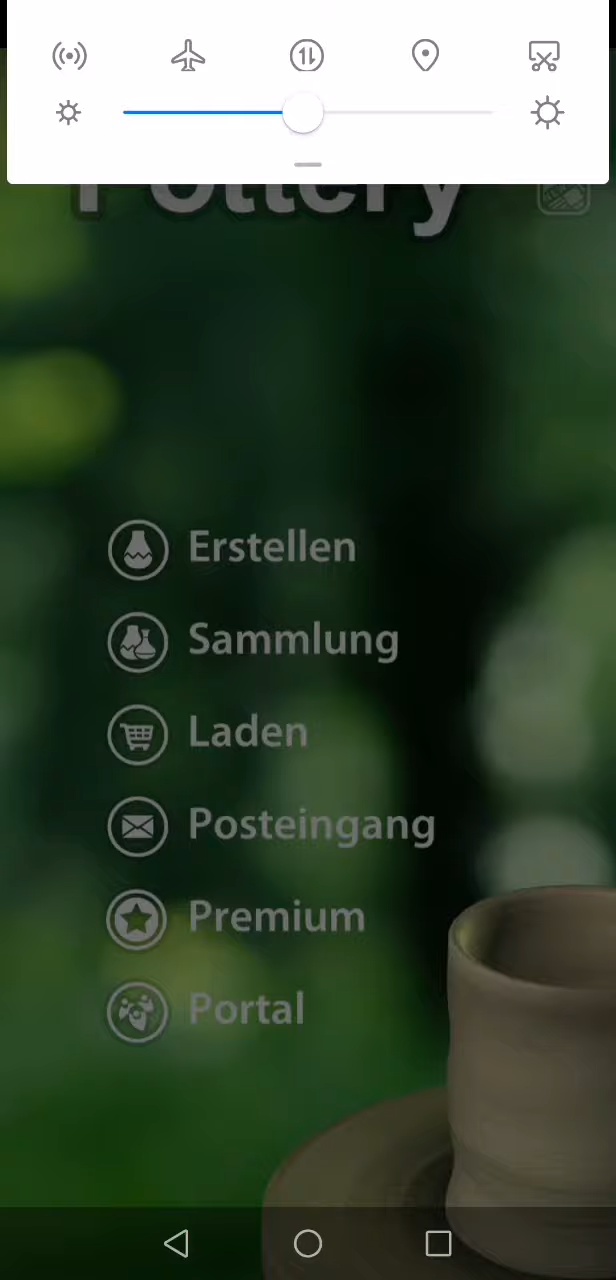 Pottery
Erstellen
Sammlung
Laden
Posteingang
Premium
Portal